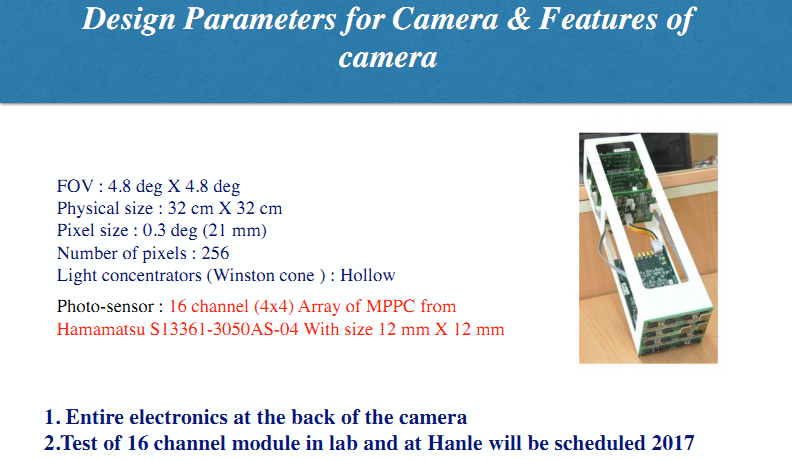 Design Parameters for Camera & Features of
camera
FOV : 4.8 deg X 4.8 deg
Physical size : 32 cm X 32 cm
Pixel size : 0.3 deg (21 mm)
Number of pixels : 256
Light concentrators (Winston cone ) : Hollow
Photo-sensor : 16 channel (4x4) Array of MPPC from
Hamamatsu S13361-3050AS-04 With size 12 mm X 12 mm
1. Entire electronics at the back of the camera
2.Test of 16 channel module in lab and at Hanle will be scheduled 2017